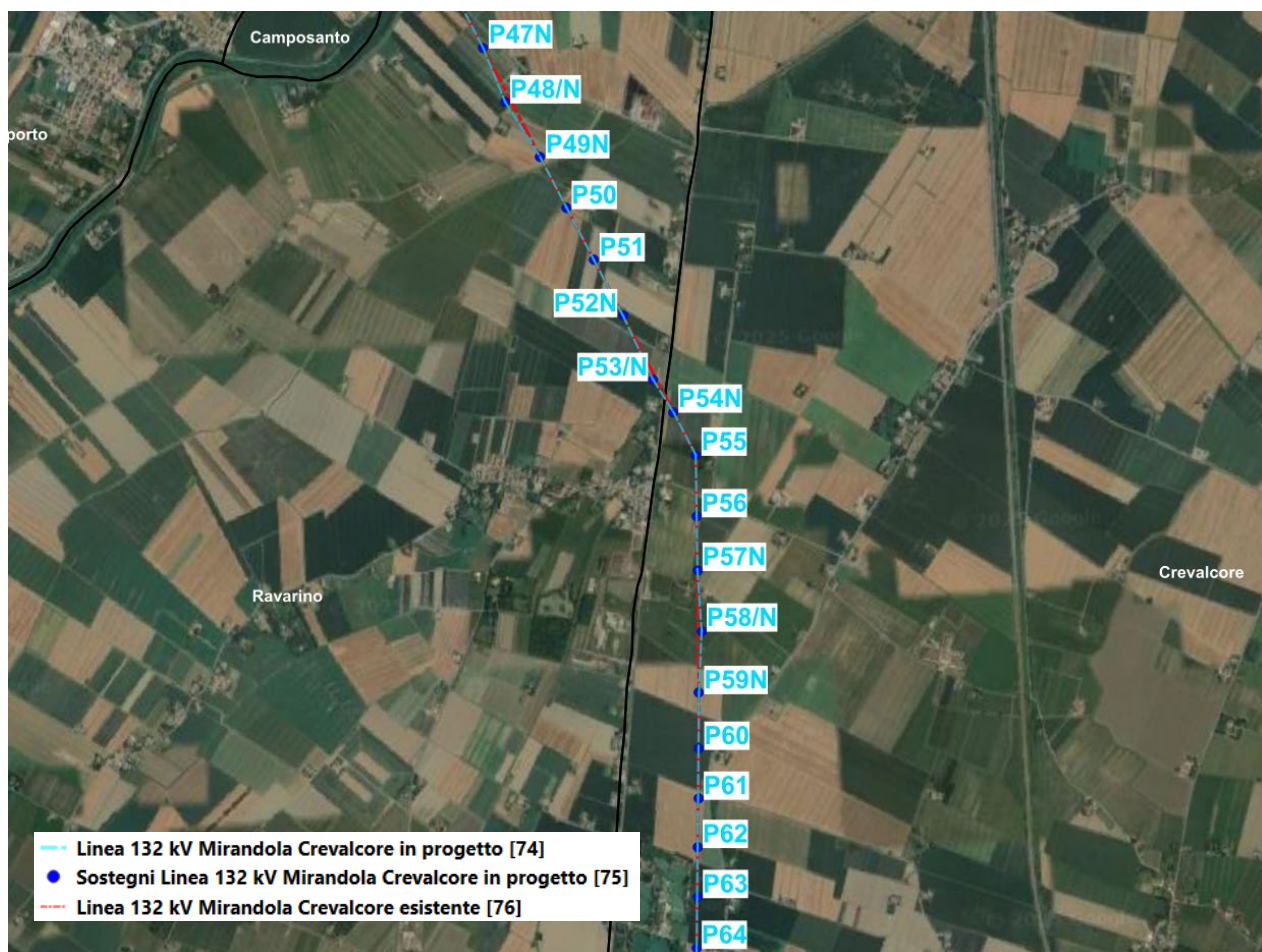 Camposanto
P47N
P48/N
porto
P49N
P50
P51
P52N
P53/N
P54N
P55
P56
P57N
Crevalcore
Ravarino
P58/N
P59N
P60
P61
P62
P63
P64
Linea 132 kV Mirandola Crevalcore in progetto [74]
Sostegni Linea 132 kV Mirandola Crevalcore in progetto [75]
Linea 132 kV Mirandola Crevalcore esistente [76]